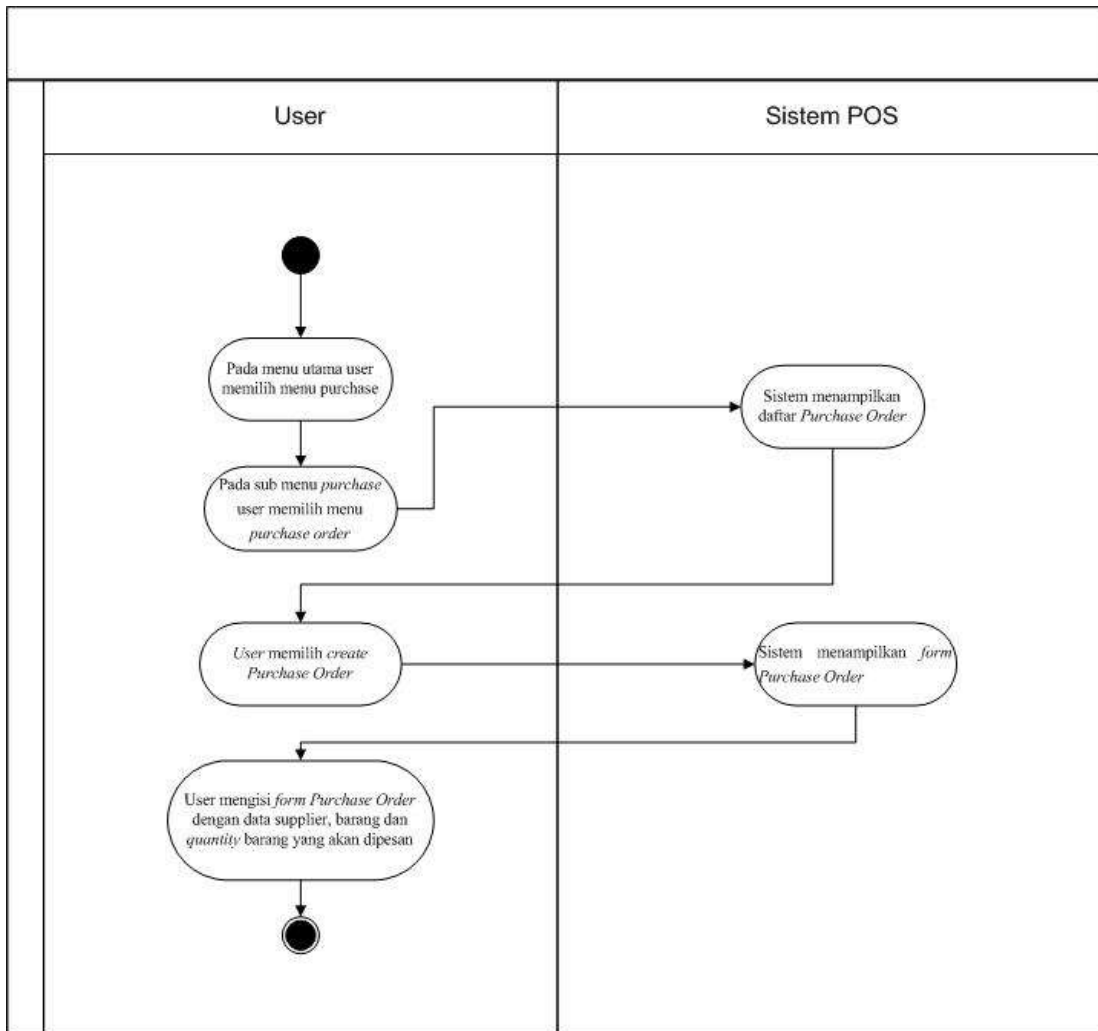 User
Sistem POS
Pada menu utama user
memilih menu purchase
Sistem menampilkan
daftar Purchase Order
Pada sub menu purchase
user memilih menu
purchase order
User memilih create
Purchase Order
Sistem menampilkan form
Purchase Order
User mengisi form Purchase Order
dengan data supplier, barang dan
quantity barang yang akan dipesan